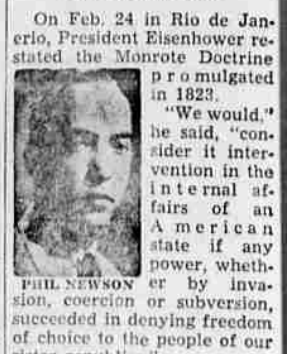 On Feb. 24 in Rio de Jan-
erio, President Eisenhower re-
stated the Monrote Doctrine
promulgated
in 1823.
"We would,"
he said, "con-
sider it inter-
vention in the
internal af-
fairs of an
American
state if any
power, wheth-
PHIL NEWSON
er by inva-
sion, coercion or subversion,
succeeded in denying freedom
of choice to the people of our